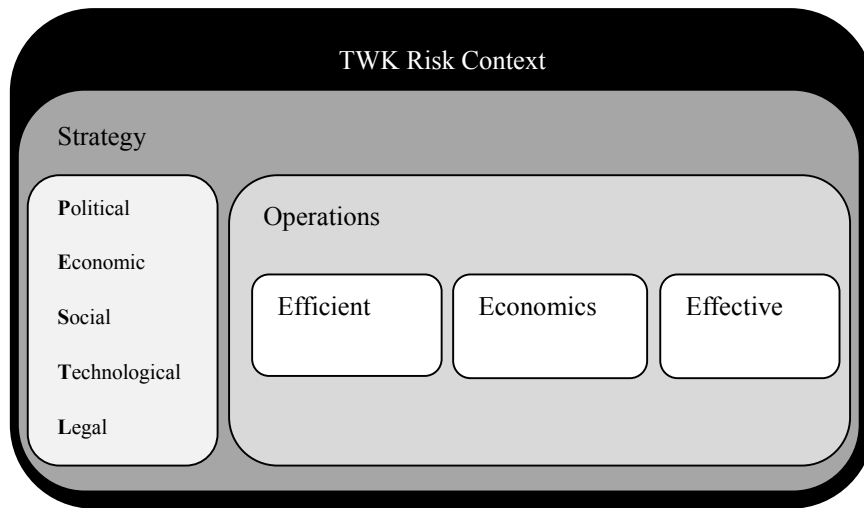 TWK Risk Context
Strategy
Political
Economic
Social
Technological
Legal
Operations
Efficient
Economics
Effective